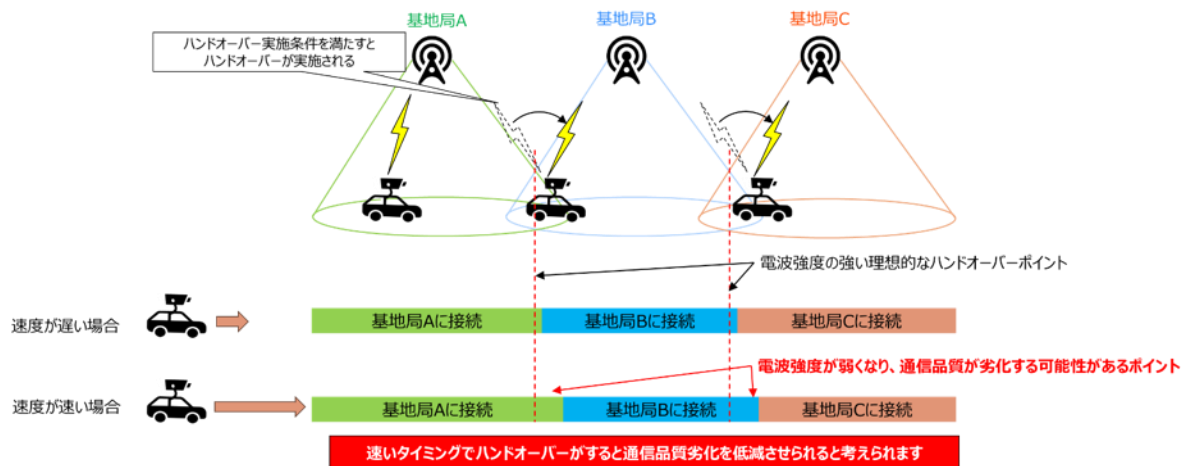 基地局A
基地局B
基地局C
ハンドオーバー実施条件を満たすと
ハンドオーバーが実施される
電波強度の強い理想的なハンドオーバーポイント
速度が遅い場合
基地局Aに接続
基地局Bに接続
基地局Cに接続
電波強度が弱くなり、通信品質が劣化する可能性があるポイント
速度が速い場合
基地局Aに接続
基地局Bに接続
基地局Cに接続
速いタイミングでハンドオーバーがすると通信品質劣化を低減させられると考えられます